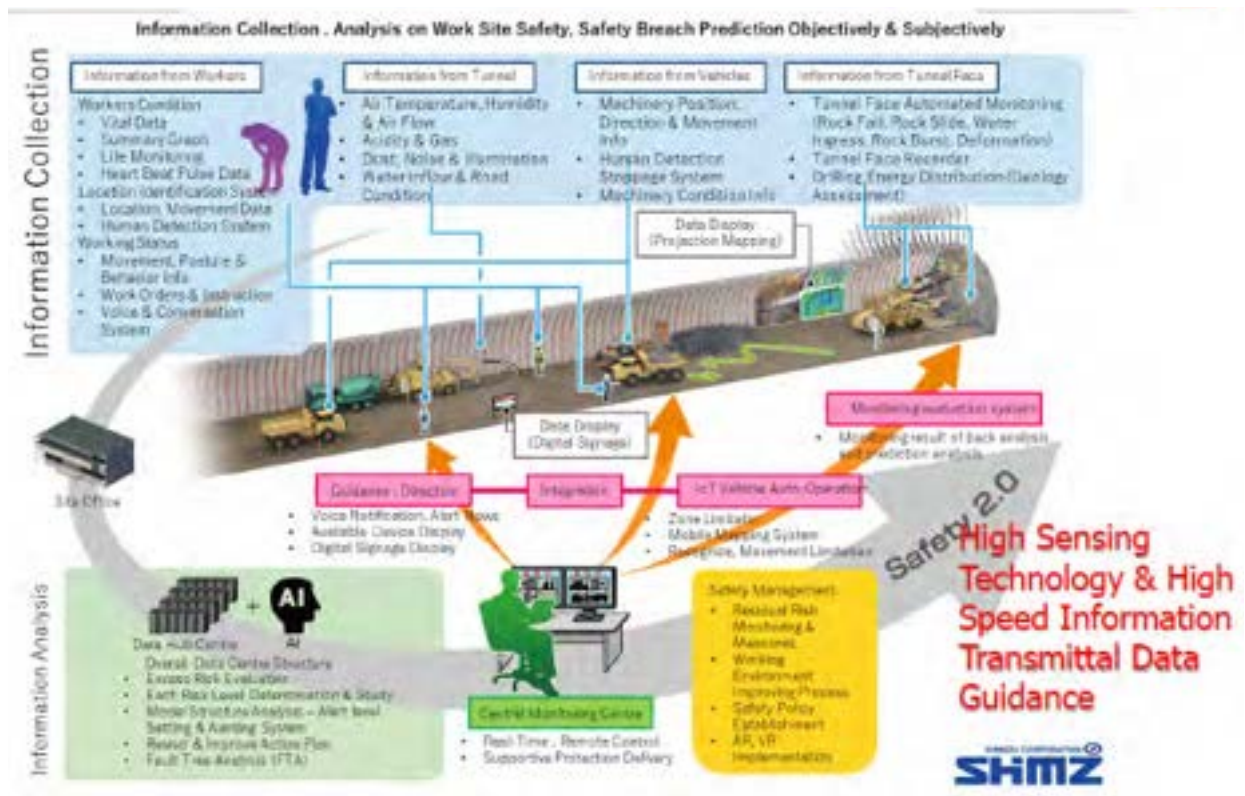 Information Collection . Analysis on Work Site Safety, Safety Breach Prediction Objectively & Subjectively
Information Collection
Information from Workers
Workers Condition
• Vital Data
• Summary Graph
• Life Monitoring
• Heart Beat Pulse Data
Location Identification
• Location, Movement Data
• Human Detection System
Working Status
• Movement, Posture &
Behavior Info
• Work Orders & Instruction
• Voice & Conversation
System
Information from Tunnel
• Air Temperature, Humidity
& Air Flow
• Acidity & Gas
• Dust, Noise & Illumination
• Water Inflow & Road
Condition
Information from Vehicles
• Machinery Position,
Direction & Movement
Info
• Human Detection
Stoppage System
• Machinery Condition Info
Information from Tunnel Face
• Tunnel Face Automated Monitoring
(Rock Fall, Rock Slide, Water
Ingress, Rock Burst, Deformation)
• Tunnel Face Recorder
• Drilling Energy Distribution (Geology
Assessment)
Data Display
(Projection Mapping)
Data Display
(Digital Signages)
Monitoring evaluation system
• Monitoring result of back analysis
and prediction analysis
Site Office
Guidance . Direction
Integration
IoT Vehicle Auto-Operation
• Voice Notification, Alert News
• Available Device Display
• Digital Signage Display
• Zone Limitation
• Mobile Mapping System
• Recognize, Movement Limitation
Safety 2.0
High Sensing
Technology & High
Speed Information
Transmittal Data
Guidance
Information Analysis
+
AI
Data Hub Centre
AI
Overall Data Centre Structure
• Excess Risk Evaluation
• Each Risk Level Determination & Study
• Model Structure Analysis – Alert level
Setting & Alerting System
• & Improve Action Plan
• Fault Tree Analysis (FTA)
Central Monitoring Centre
• Real-Time . Remote Control
• Supportive Protection Delivery
Safety Management
• Residual Risk
Monitoring &
Measures
• Working
Environment
Improving Process
• Safety Policy
Establishment
• AR, VR
Implementation
SHIMIZU CORPORATION
SHIMZ